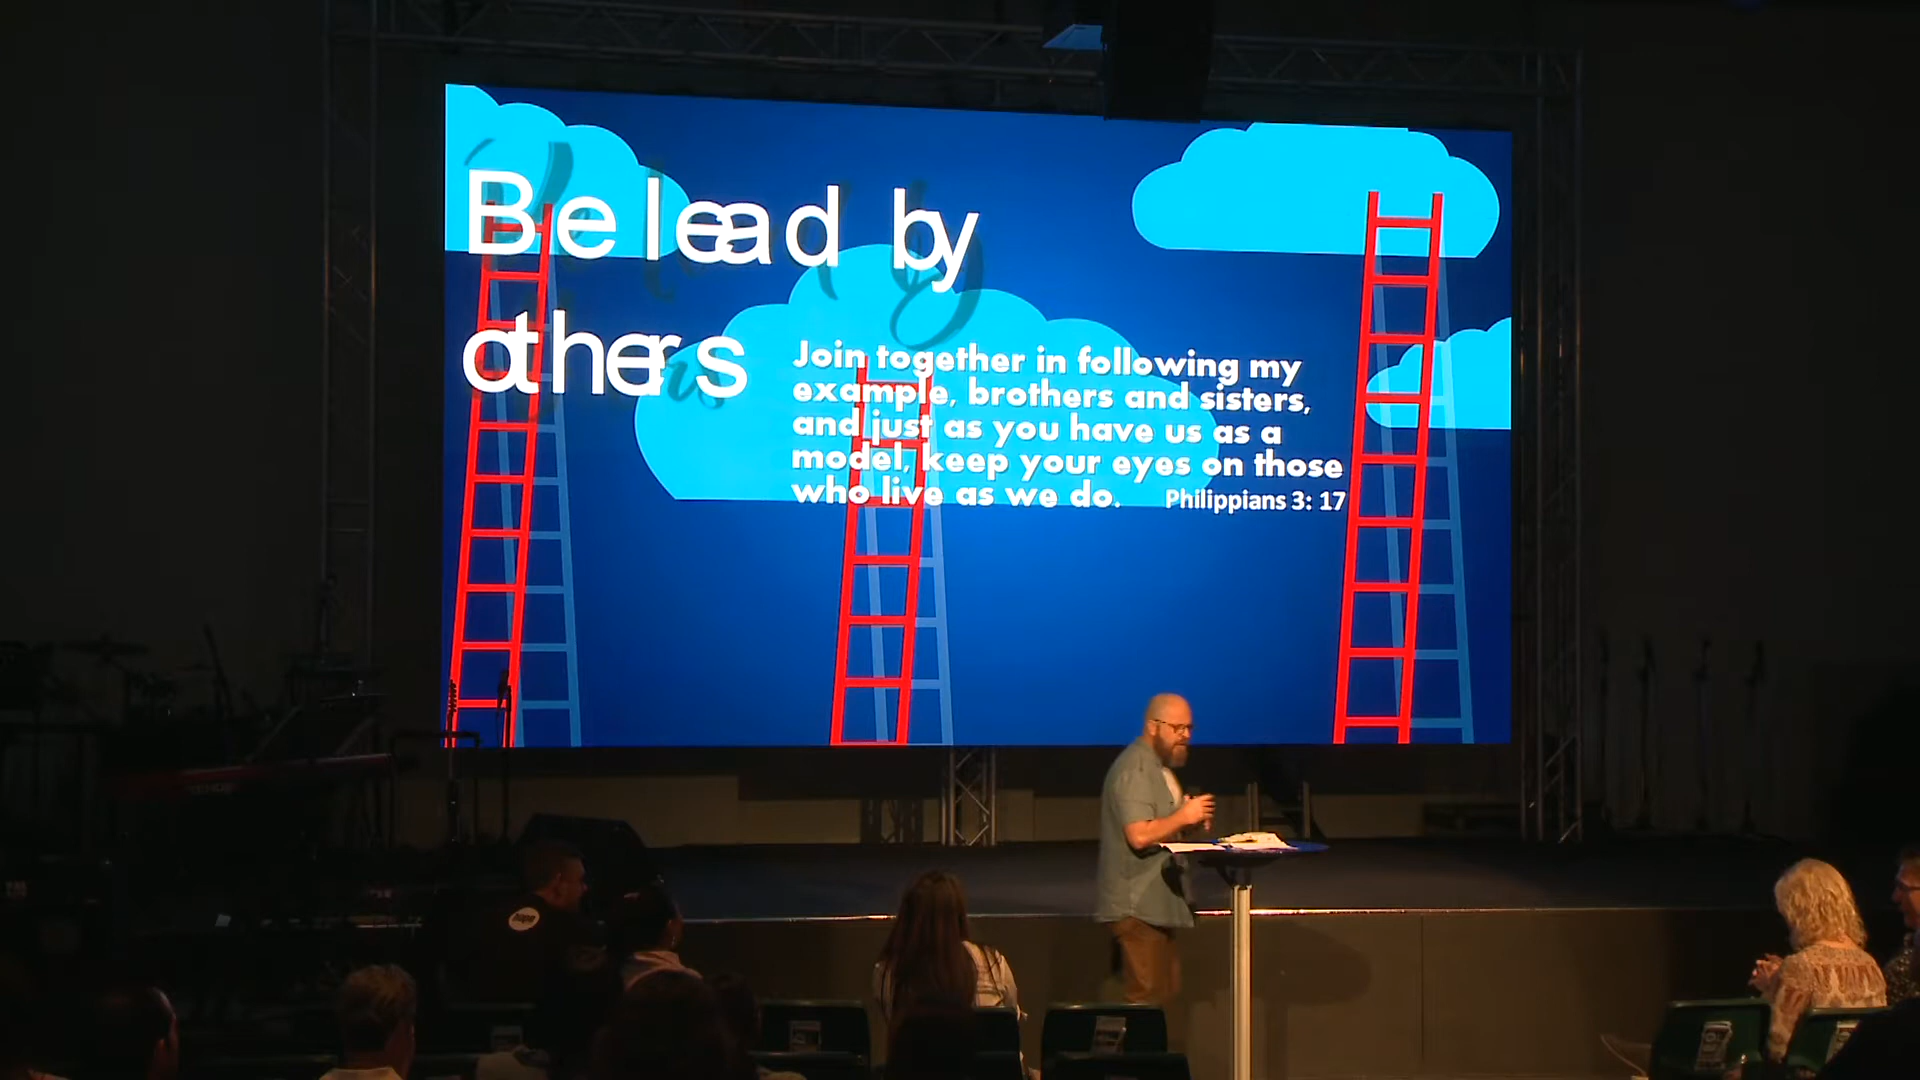 Be lead by
others
Join together in following my
example, brothers and sisters,
and just as you have us as a
model, keep your eyes on those
who live as we do. Philippians 3: 17
hope